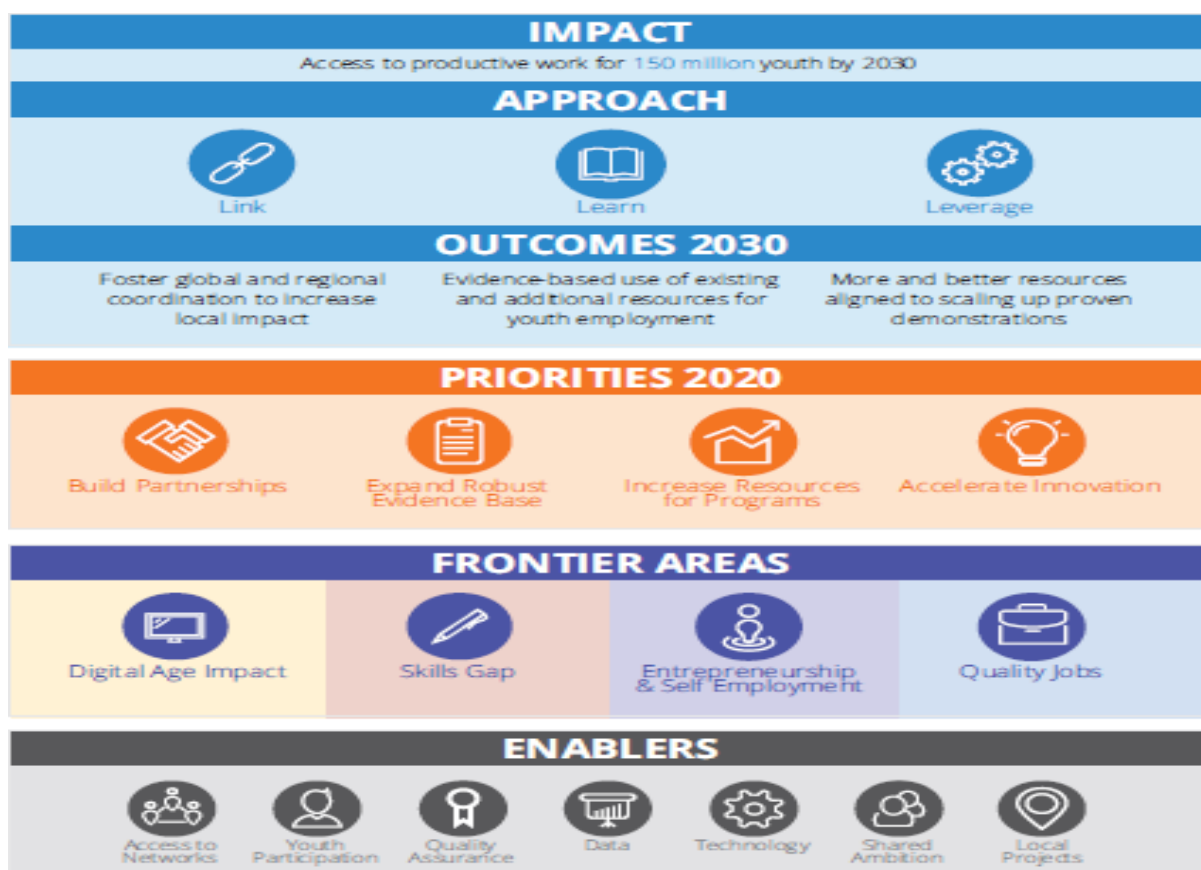 IMPACT
Access to productive work for 150 million youth by 2030
APPROACH
Link
Learn
Leverage
OUTCOMES 2030
Foster global and regional
coordination to increase
local impact
Evidence-based use of existing
and additional resources for
youth employment
More and better resources
aligned to scaling up proven
demonstrations
PRIORITIES 2020
Build Partnerships
Expand Robust
Evidence Base
Increase Resources
for Programs
Accelerate Innovation
FRONTIER AREAS
Digital Age Impact
Skills Gap
Entrepreneurship
& Self Employment
Quality Jobs
ENABLERS
Access to
Networks
Youth
Participation
Quality
Assurance
Data
Technology
Shared
Ambition
Local
Projects